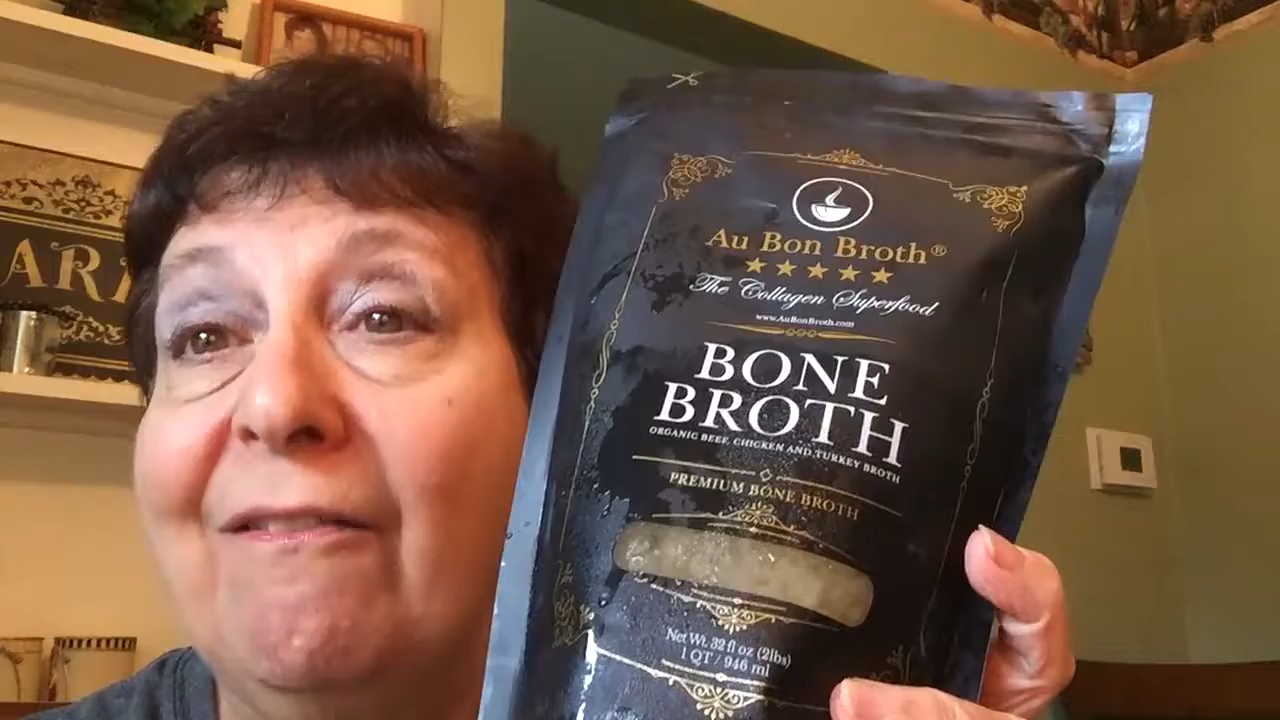 ARA
Au Bon Broth®
The Collagen Superfood
www.AuBonBroth.com
BONE
BROTH
ORGANIC BEEF, CHICKEN AND TURKEY BROTH
PREMIUM BONE BROTH
Net Wt. 32 fl oz (2lbs)
1 QT / 946 ml